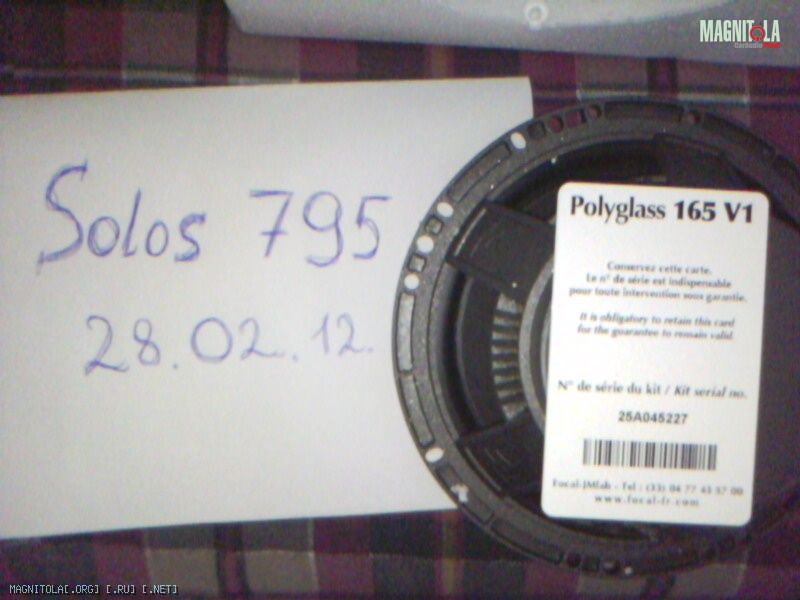 MAGNITOLA
Solos 795
28.02.12.
Polyglass 165 V1
Conservez cette carte.
Le n° de série est indispensable
pour toute intervention sous garantie.
It is obligatory to retain this card
for the guarantee to remain valid.
N° de série du kit / Kit serial no.
25A045227
Focal-JMlab - Tel : (33) 04 77 43 57 00
www.focal-fr.com
MAGNITOLA[.ORG] [.RU] [.NET]